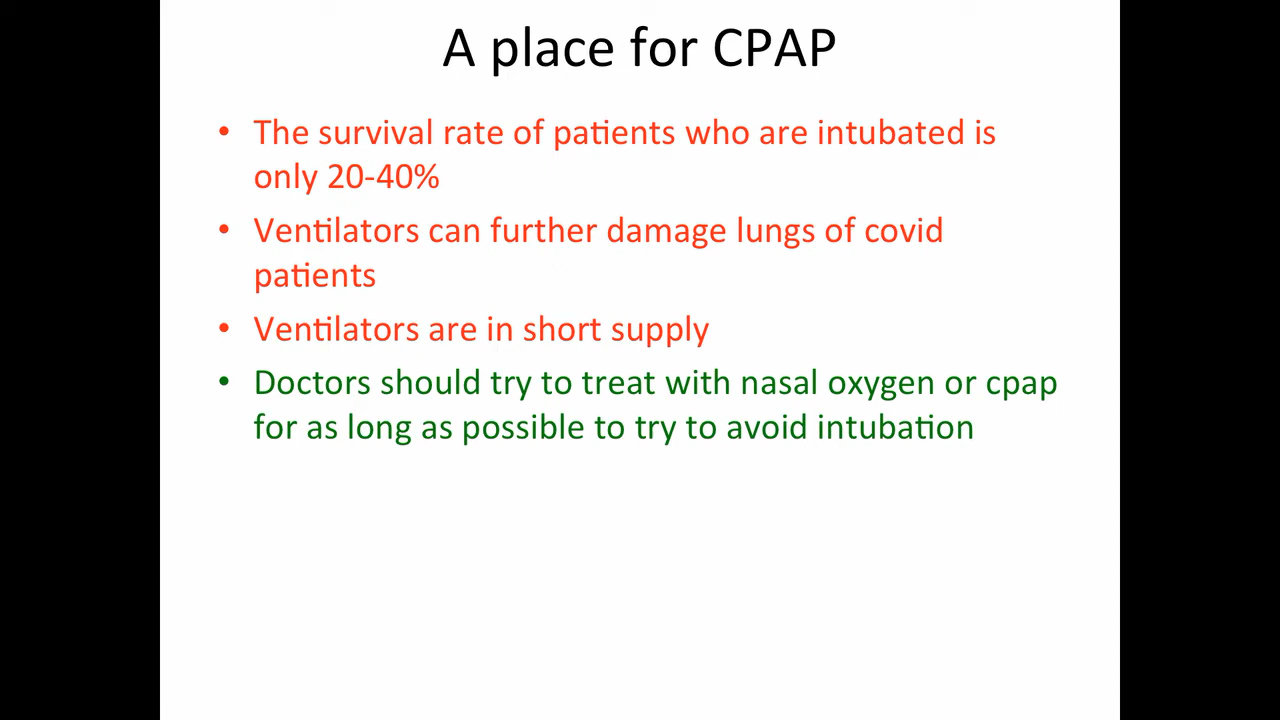 A place for CPAP
• The survival rate of patients who are intubated is
only 20-40%
• Ventilators can further damage lungs of covid
patients
• Ventilators are in short supply
• Doctors should try to treat with nasal oxygen or cpap
for as long as possible to try to avoid intubation